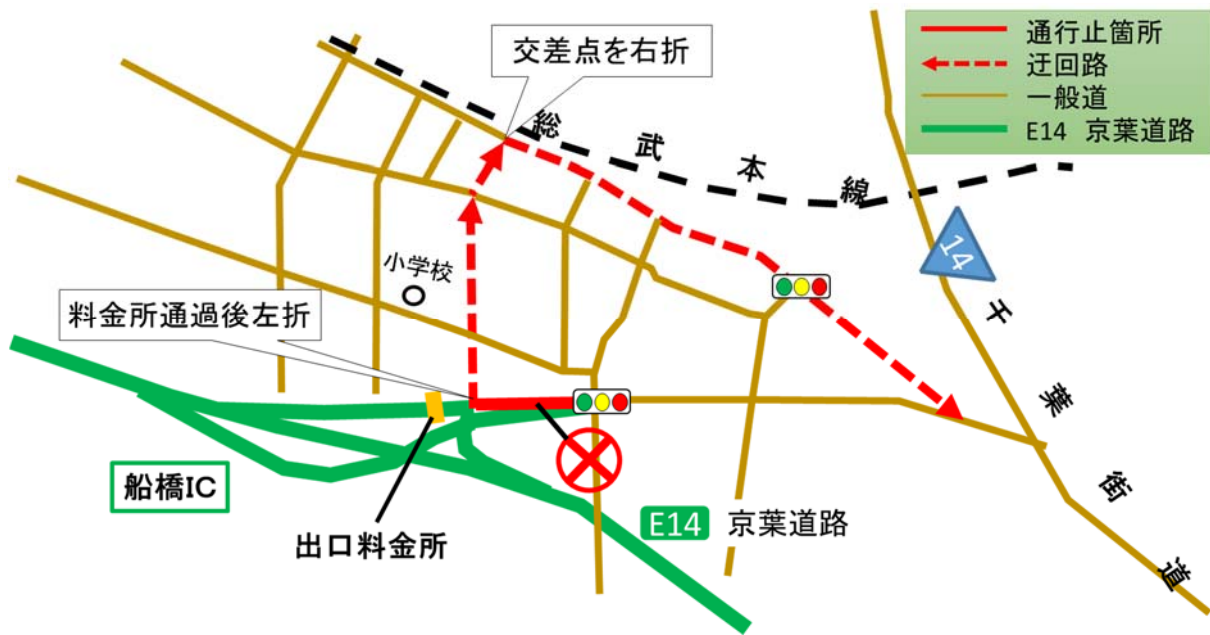 交差点を右折
通行止箇所
迂回路
一般道
E14 京葉道路
総武本線
14
小学校
料金所通過後左折
千葉街道
船橋IC
E14 京葉道路
出口料金所